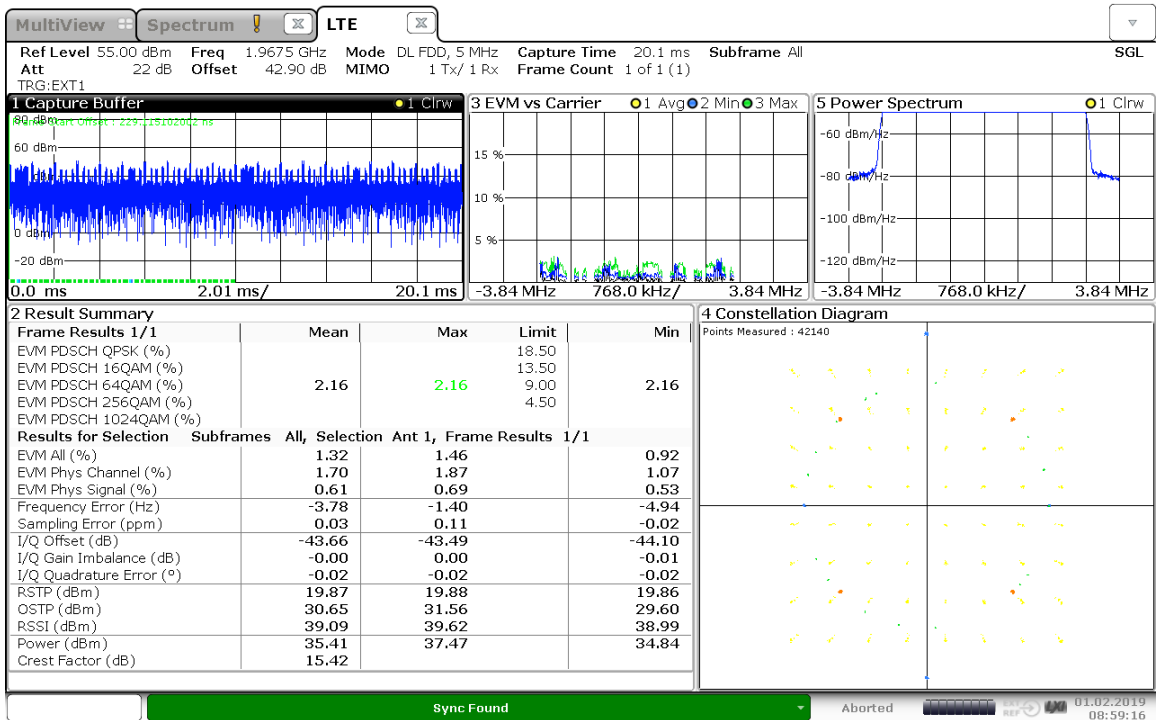 MultiView Spectrum ! X LTE X
Ref Level 55.00 dBm Freq 1.9675 GHz Mode DL FDD, 5 MHz Capture Time 20.1 ms Subframe All SGL
Att 22 dB Offset 42.90 dB MIMO 1 Tx/ 1 Rx Frame Count 1 of 1 (1)
TRG:EXT1
1 Capture Buffer 1 Clrw
80 dBm
Frame Start Offset : 229.115102002 ns
60 dBm
0 dBm
-20 dBm
0.0 ms 2.01 ms/ 20.1 ms
3 EVM vs Carrier 1 Avg 2 Min 3 Max
15 %
10 %
5 %
-3.84 MHz 768.0 kHz/ 3.84 MHz
5 Power Spectrum 1 Clrw
-60 dBm/Hz
-80 dBm/Hz
-100 dBm/Hz
-120 dBm/Hz
-3.84 MHz 768.0 kHz/ 3.84 MHz
2 Result Summary
Frame Results 1/1 Mean Max Limit Min
EVM PDSCH QPSK (%) 18.50
EVM PDSCH 16QAM (%) 13.50
EVM PDSCH 64QAM (%) 2.16 2.16 9.00 2.16
EVM PDSCH 256QAM (%) 4.50
EVM PDSCH 1024QAM (%)
Results for Selection Subframes All, Selection Ant 1, Frame Results 1/1
EVM All (%) 1.32 1.46 0.92
EVM Phys Channel (%) 1.70 1.87 1.07
EVM Phys Signal (%) 0.61 0.69 0.53
Frequency Error (Hz) -3.78 -1.40 -4.94
Sampling Error (ppm) 0.03 0.11 -0.02
I/Q Offset (dB) -43.66 -43.49 -44.10
I/Q Gain Imbalance (dB) -0.00 0.00 -0.01
I/Q Quadrature Error (°) -0.02 -0.02 -0.02
RSTP (dBm) 19.87 19.88 19.86
OSTP (dBm) 30.65 31.56 29.60
RSSI (dBm) 39.09 39.62 38.99
Power (dBm) 35.41 37.47 34.84
Crest Factor (dB) 15.42
4 Constellation Diagram
Points Measured : 42140
Sync Found Aborted EXT REF LXI 01.02.2019
08:59:16